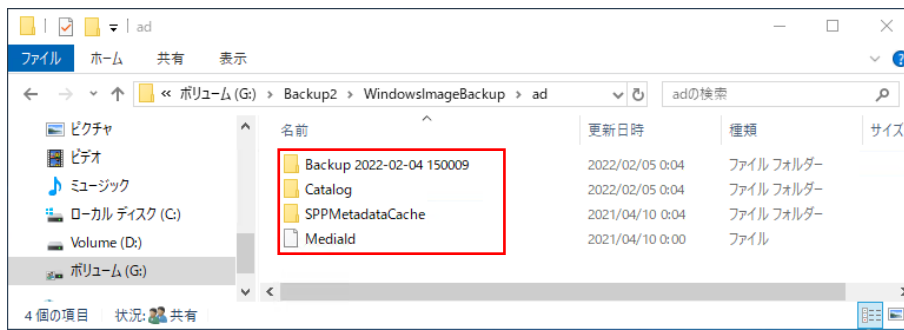 ad
ファイル ホーム 共有 表示
« ボリューム (G:) › Backup2 › WindowsImageBackup › ad adの検索
ピクチャ 名前 更新日時 種類 サイズ
ビデオ Backup 2022-02-04 150009 2022/02/05 0:04 ファイル フォルダー
ミュージック Catalog 2022/02/05 0:04 ファイル フォルダー
ローカル ディスク (C:) SPPMetadataCache 2021/04/10 0:04 ファイル フォルダー
Volume (D:) MediaId 2021/04/10 0:00 ファイル
ボリューム (G:)
4 個の項目 状況: 共有